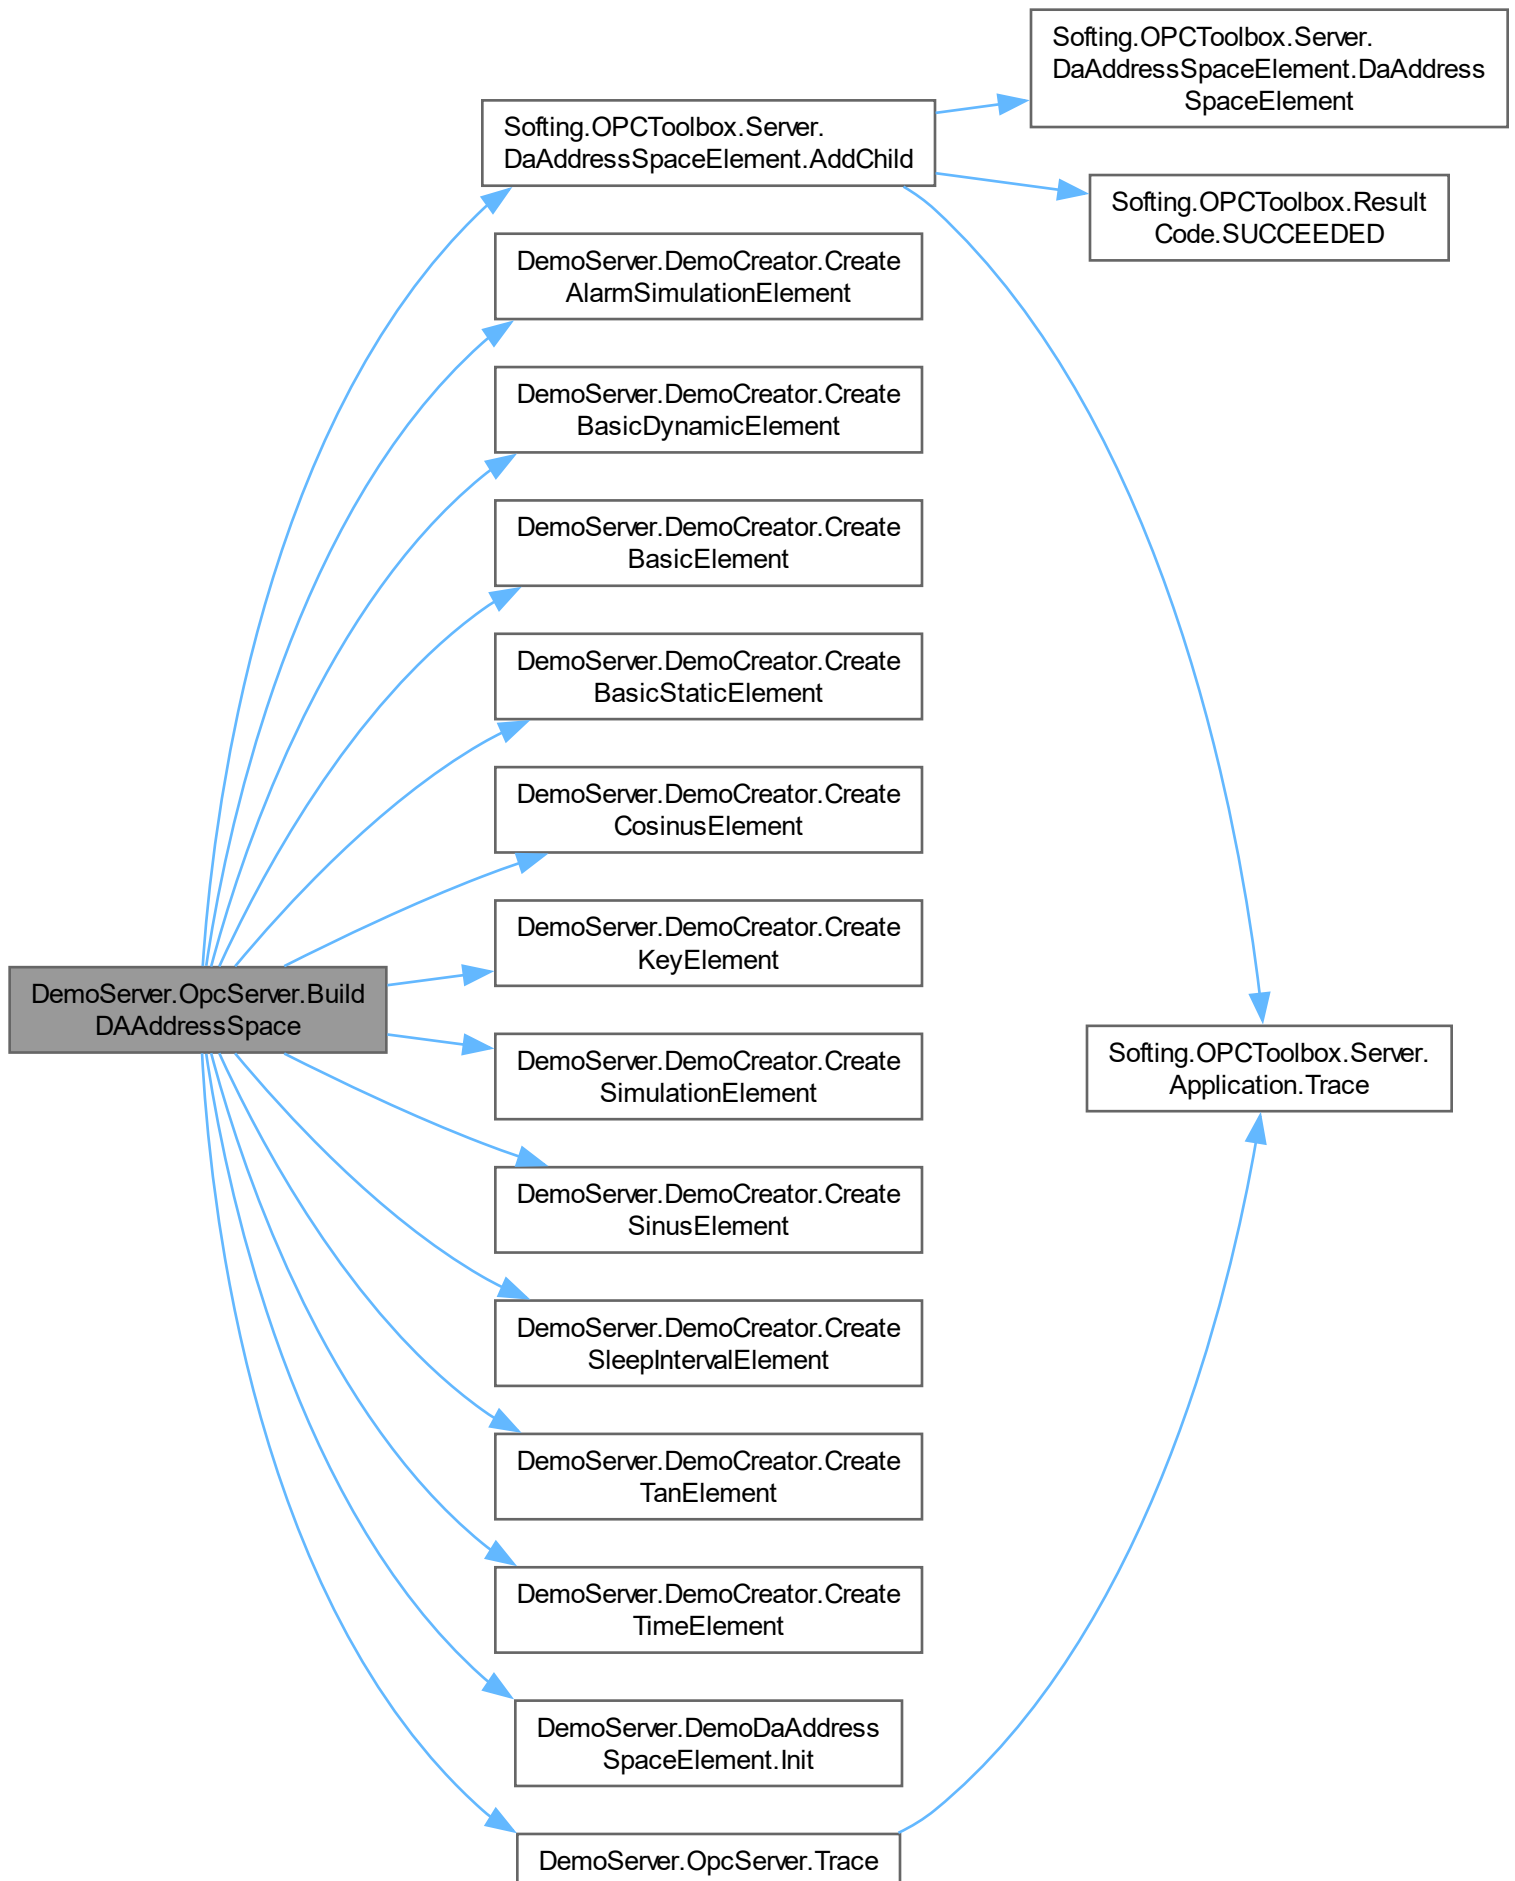 Softing.OPCToolbox.Server.
DaAddressSpaceElement.DaAddress
SpaceElement
Softing.OPCToolbox.Server.
DaAddressSpaceElement.AddChild
Softing.OPCToolbox.Result
Code.SUCCEEDED
DemoServer.DemoCreator.Create
AlarmSimulationElement
DemoServer.DemoCreator.Create
BasicDynamicElement
DemoServer.DemoCreator.Create
BasicElement
DemoServer.DemoCreator.Create
BasicStaticElement
DemoServer.DemoCreator.Create
CosinusElement
DemoServer.DemoCreator.Create
KeyElement
DemoServer.OpcServer.Build
DAAddressSpace
DemoServer.DemoCreator.Create
SimulationElement
Softing.OPCToolbox.Server.
Application.Trace
DemoServer.DemoCreator.Create
SinusElement
DemoServer.DemoCreator.Create
SleepIntervalElement
DemoServer.DemoCreator.Create
TanElement
DemoServer.DemoCreator.Create
TimeElement
DemoServer.DemoDaAddress
SpaceElement.Init
DemoServer.OpcServer.Trace